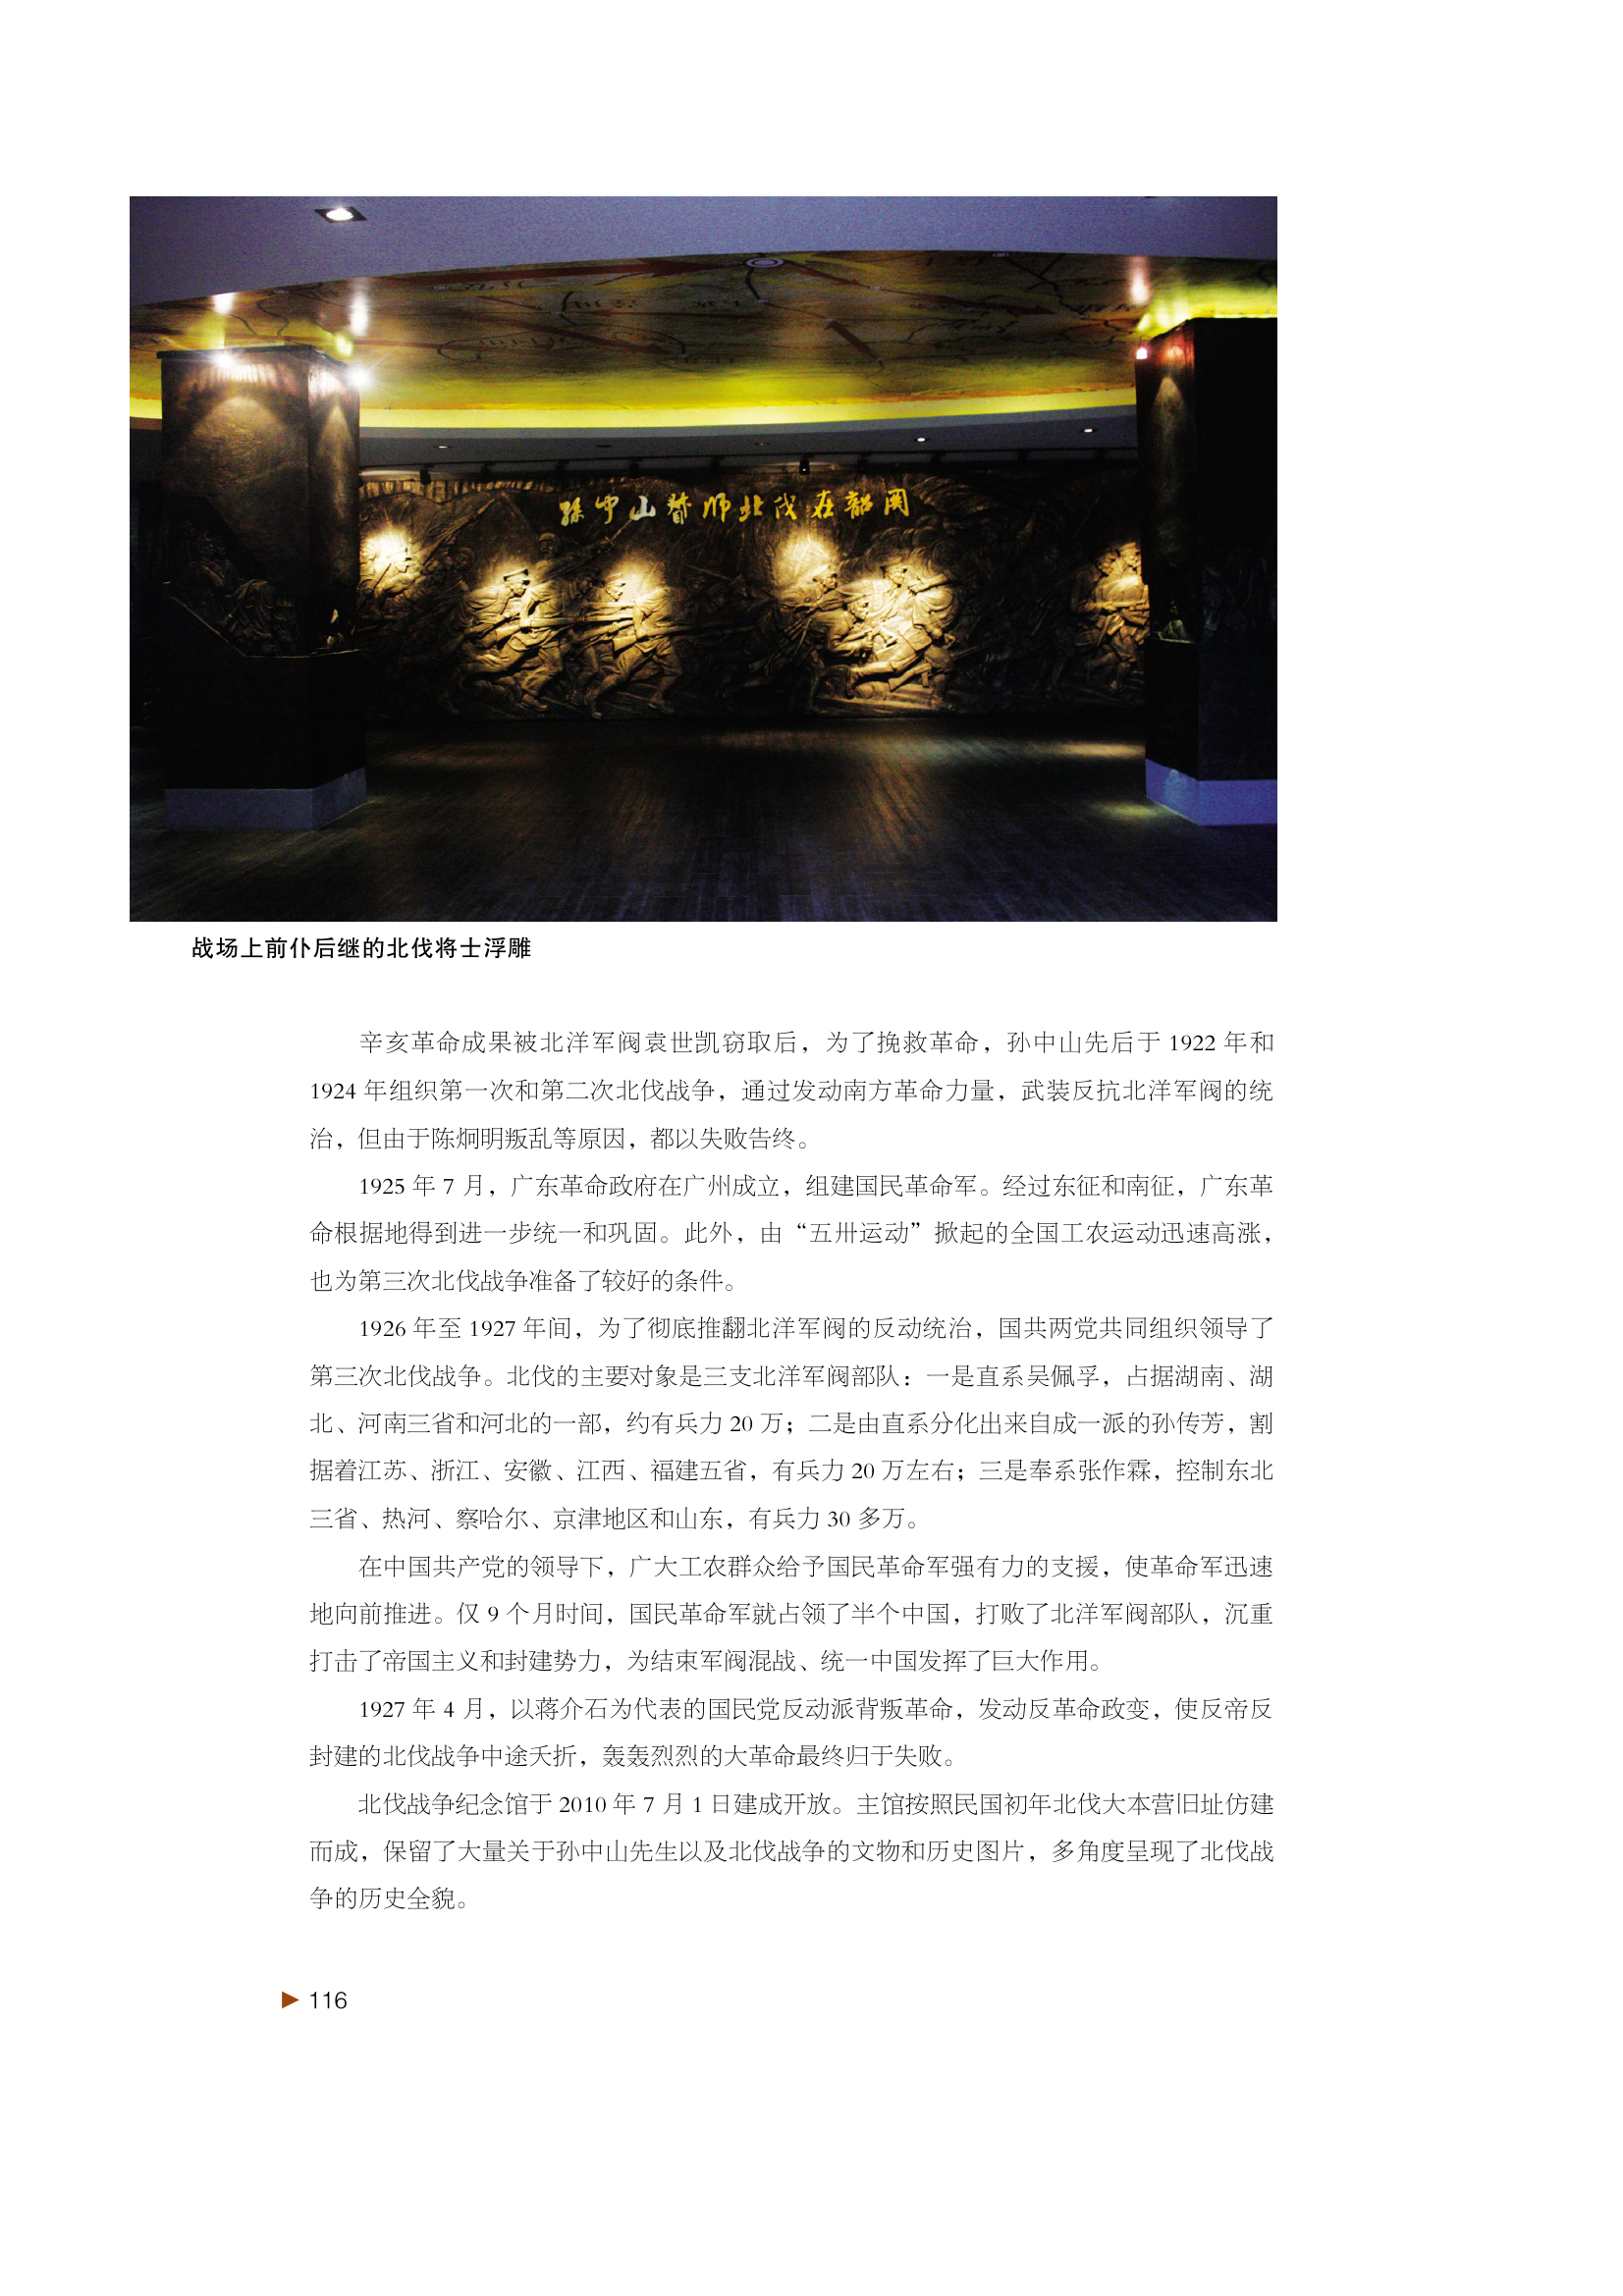 孫中山督师北伐在韶関
战场上前仆后继的北伐将士浮雕
辛亥革命成果被北洋军阀袁世凯窃取后，为了挽救革命，孙中山先后于 1922 年和
1924 年组织第一次和第二次北伐战争，通过发动南方革命力量，武装反抗北洋军阀的统
治，但由于陈炯明叛乱等原因，都以失败告终。
1925 年 7 月，广东革命政府在广州成立，组建国民革命军。经过东征和南征，广东革
命根据地得到进一步统一和巩固。此外，由“五卅运动”掀起的全国工农运动迅速高涨，
也为第三次北伐战争准备了较好的条件。
1926 年至 1927 年间，为了彻底推翻北洋军阀的反动统治，国共两党共同组织领导了
第三次北伐战争。北伐的主要对象是三支北洋军阀部队：一是直系吴佩孚，占据湖南、湖
北、河南三省和河北的一部，约有兵力 20 万；二是由直系分化出来自成一派的孙传芳，割
据着江苏、浙江、安徽、江西、福建五省，有兵力 20 万左右；三是奉系张作霖，控制东北
三省、热河、察哈尔、京津地区和山东，有兵力 30 多万。
在中国共产党的领导下，广大工农群众给予国民革命军强有力的支援，使革命军迅速
地向前推进。仅 9 个月时间，国民革命军就占领了半个中国，打败了北洋军阀部队，沉重
打击了帝国主义和封建势力，为结束军阀混战、统一中国发挥了巨大作用。
1927 年 4 月，以蒋介石为代表的国民党反动派背叛革命，发动反革命政变，使反帝反
封建的北伐战争中途夭折，轰轰烈烈的大革命最终归于失败。
北伐战争纪念馆于 2010 年 7 月 1 日建成开放。主馆按照民国初年北伐大本营旧址仿建
而成，保留了大量关于孙中山先生以及北伐战争的文物和历史图片，多角度呈现了北伐战
争的历史全貌。
116